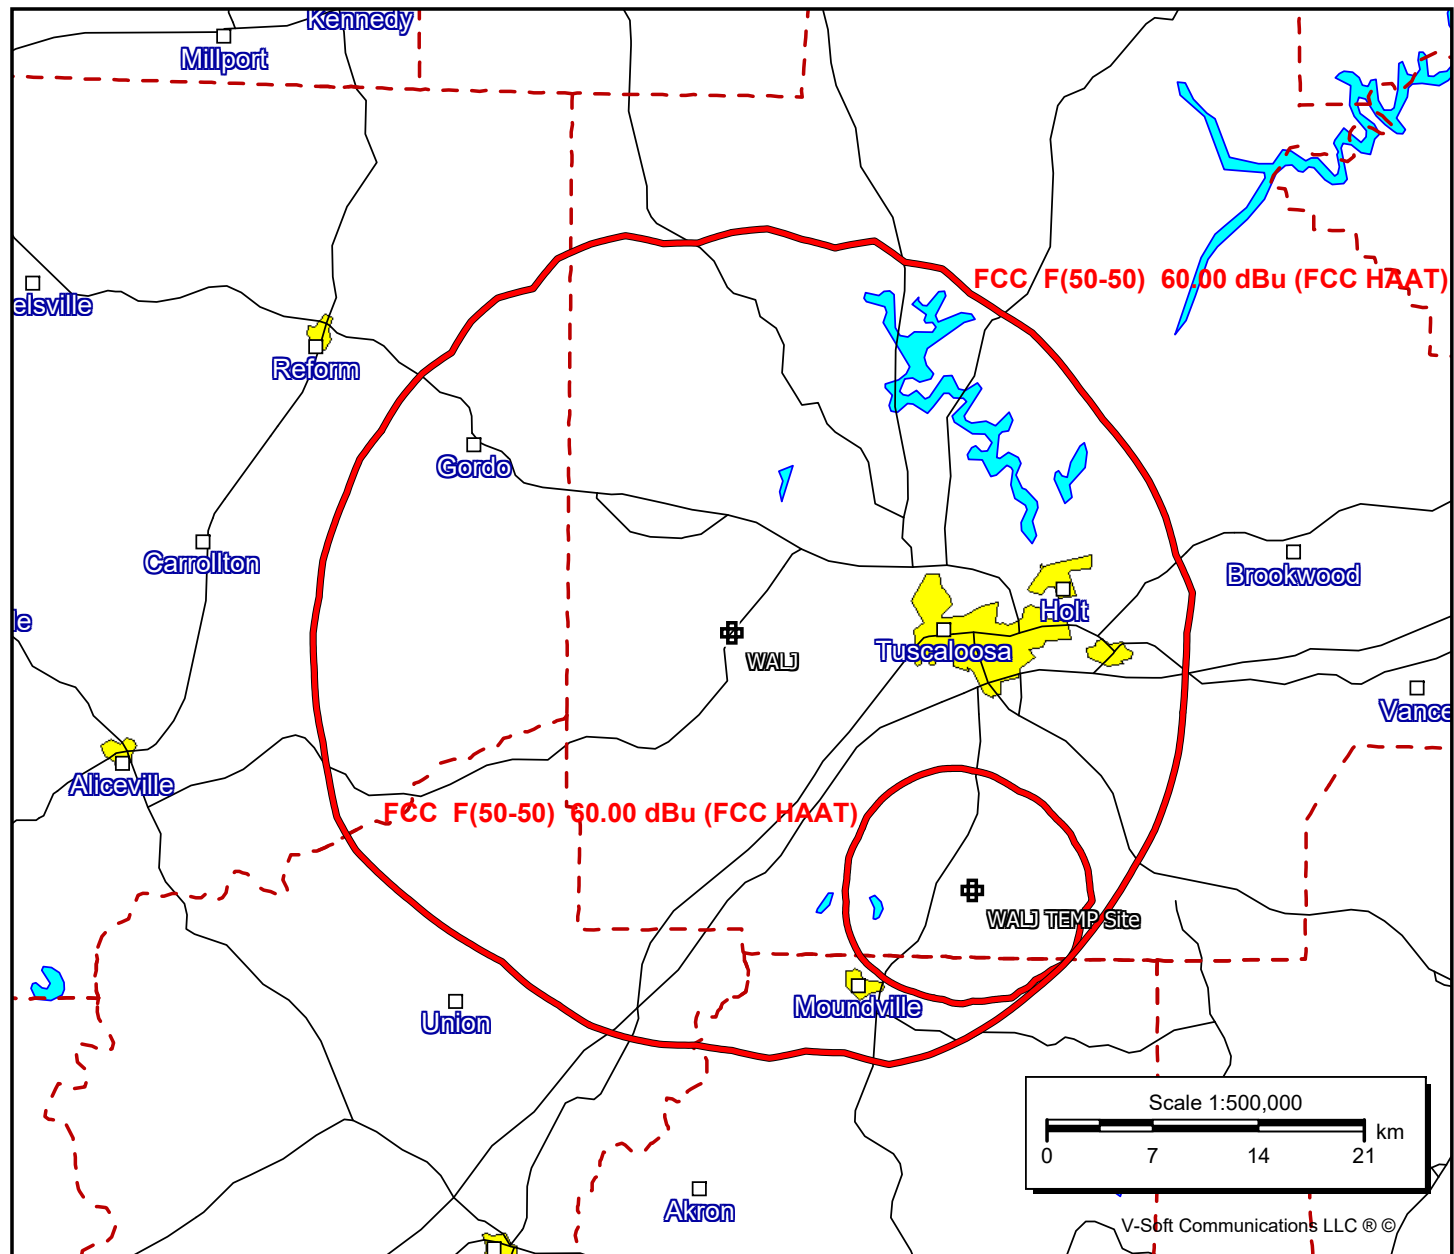 Kennedy
Millport
FCC F(50-50) 60.00 dBu (FCC HAAT)
elsville
Reform
Gordo
Carrollton
Brookwood
Holt
le
Tuscaloosa
WALJ
Vance
Aliceville
FCC F(50-50) 60.00 dBu (FCC HAAT)
WALJ TEMP Site
Moundville
Union
Scale 1:500,000
km
0 7 14 21
Akron
V-Soft Communications LLC ® ©